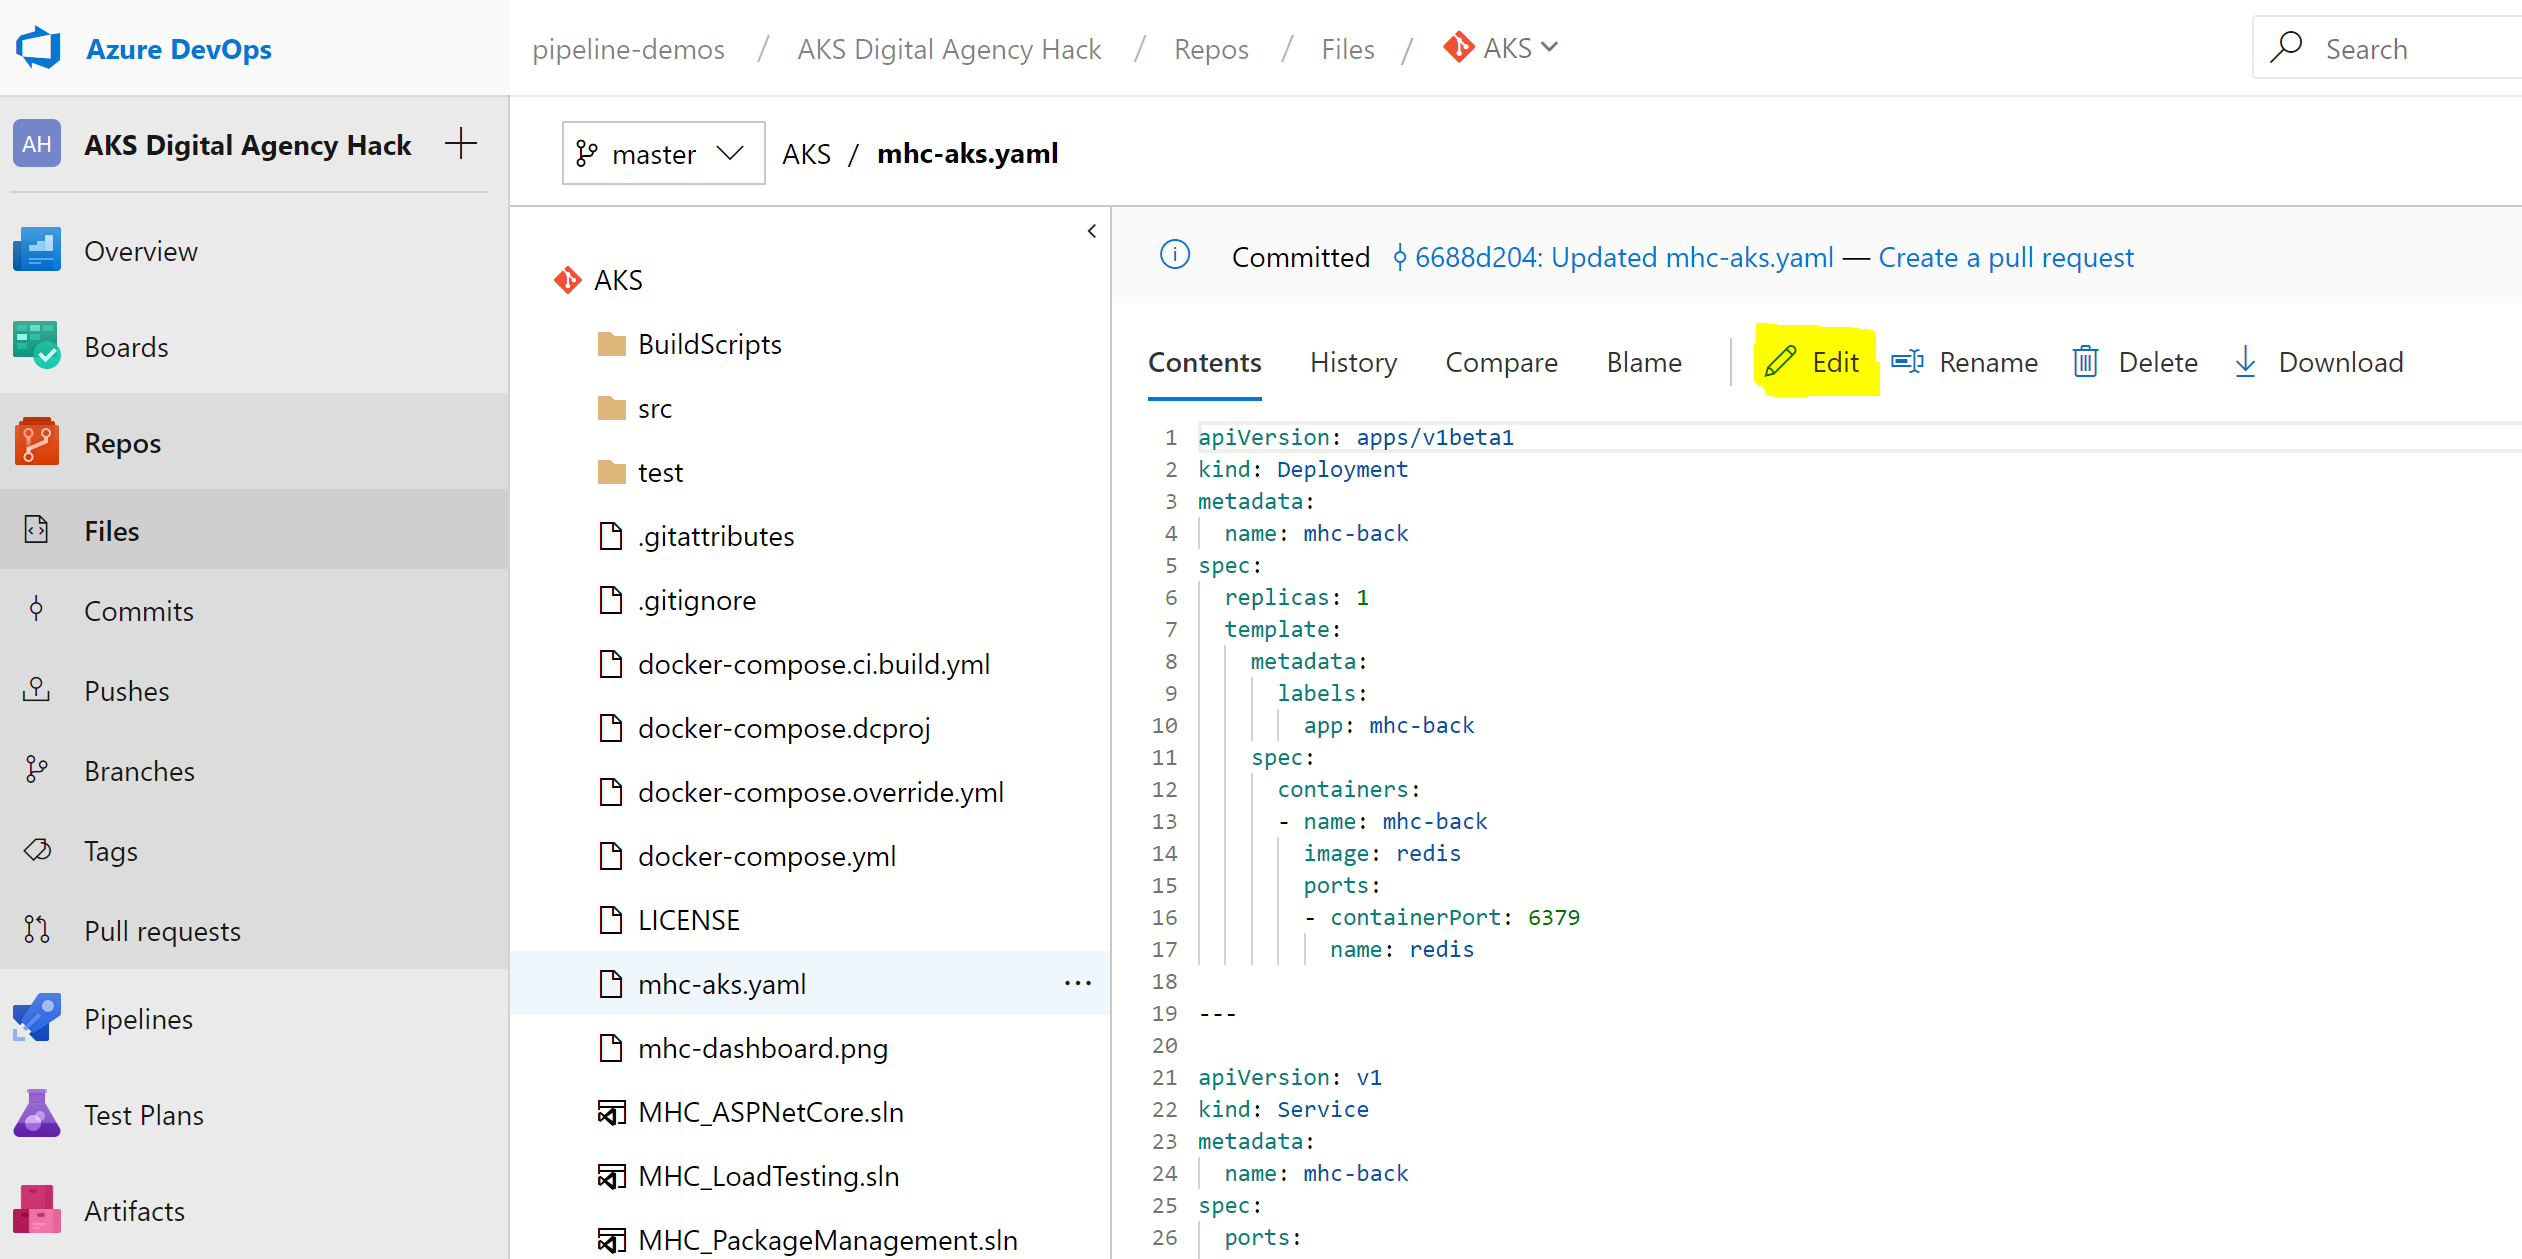 Azure DevOps
pipeline-demos / AKS Digital Agency Hack / Repos / Files / AKS
Search
AH AKS Digital Agency Hack
Overview
Boards
Repos
Files
Commits
Pushes
Branches
Tags
Pull requests
Pipelines
Test Plans
Artifacts
master AKS / mhc-aks.yaml
AKS
BuildScripts
src
test
.gitattributes
.gitignore
docker-compose.ci.build.yml
docker-compose.dcproj
docker-compose.override.yml
docker-compose.yml
LICENSE
mhc-aks.yaml ...
mhc-dashboard.png
MHC_ASPNetCore.sln
MHC_LoadTesting.sln
MHC_PackageManagement.sln
Committed 6688d204: Updated mhc-aks.yaml — Create a pull request
Contents History Compare Blame Edit Rename Delete Download
1 apiVersion: apps/v1beta1
2 kind: Deployment
3 metadata:
4 name: mhc-back
5 spec:
6 replicas: 1
7 template:
8 metadata:
9 labels:
10 app: mhc-back
11 spec:
12 containers:
13 - name: mhc-back
14 image: redis
15 ports:
16 - containerPort: 6379
17 name: redis
18
19 ---
20
21 apiVersion: v1
22 kind: Service
23 metadata:
24 name: mhc-back
25 spec:
26 ports: